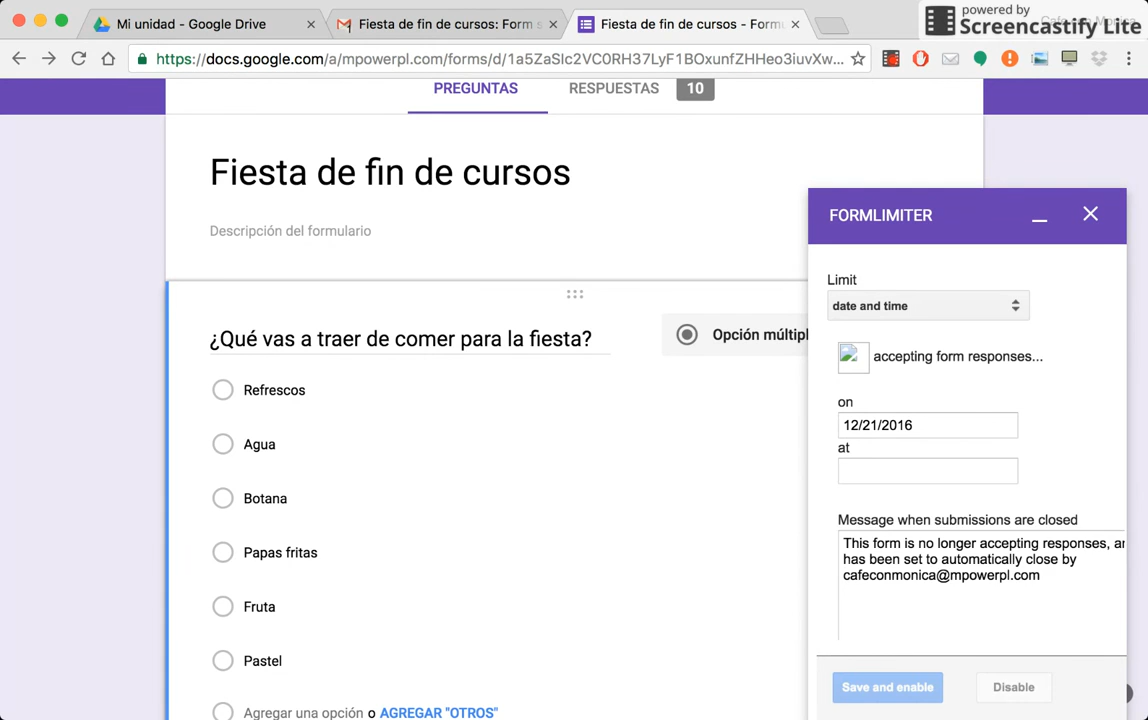 Mi unidad - Google Drive
Fiesta de fin de cursos: Form s
Fiesta de fin de cursos - Form
powered by
Screencastify Lite
https://docs.google.com/a/mpowerpl.com/forms/d/1a5ZaSIc2VC0RH37LyF1BOxunfZHHeo3iuvXw...
PREGUNTAS
RESPUESTAS
10
Fiesta de fin de cursos
Descripción del formulario
¿Qué vas a traer de comer para la fiesta?
Opción múltipl
Refrescos
Agua
Botana
Papas fritas
Fruta
Pastel
Agregar una opción o AGREGAR "OTROS"
FORMLIMITER
Limit
date and time
accepting form responses...
on
12/21/2016
at
Message when submissions are closed
This form is no longer accepting responses, an
has been set to automatically close by
cafeconmonica@mpowerpl.com
Save and enable
Disable